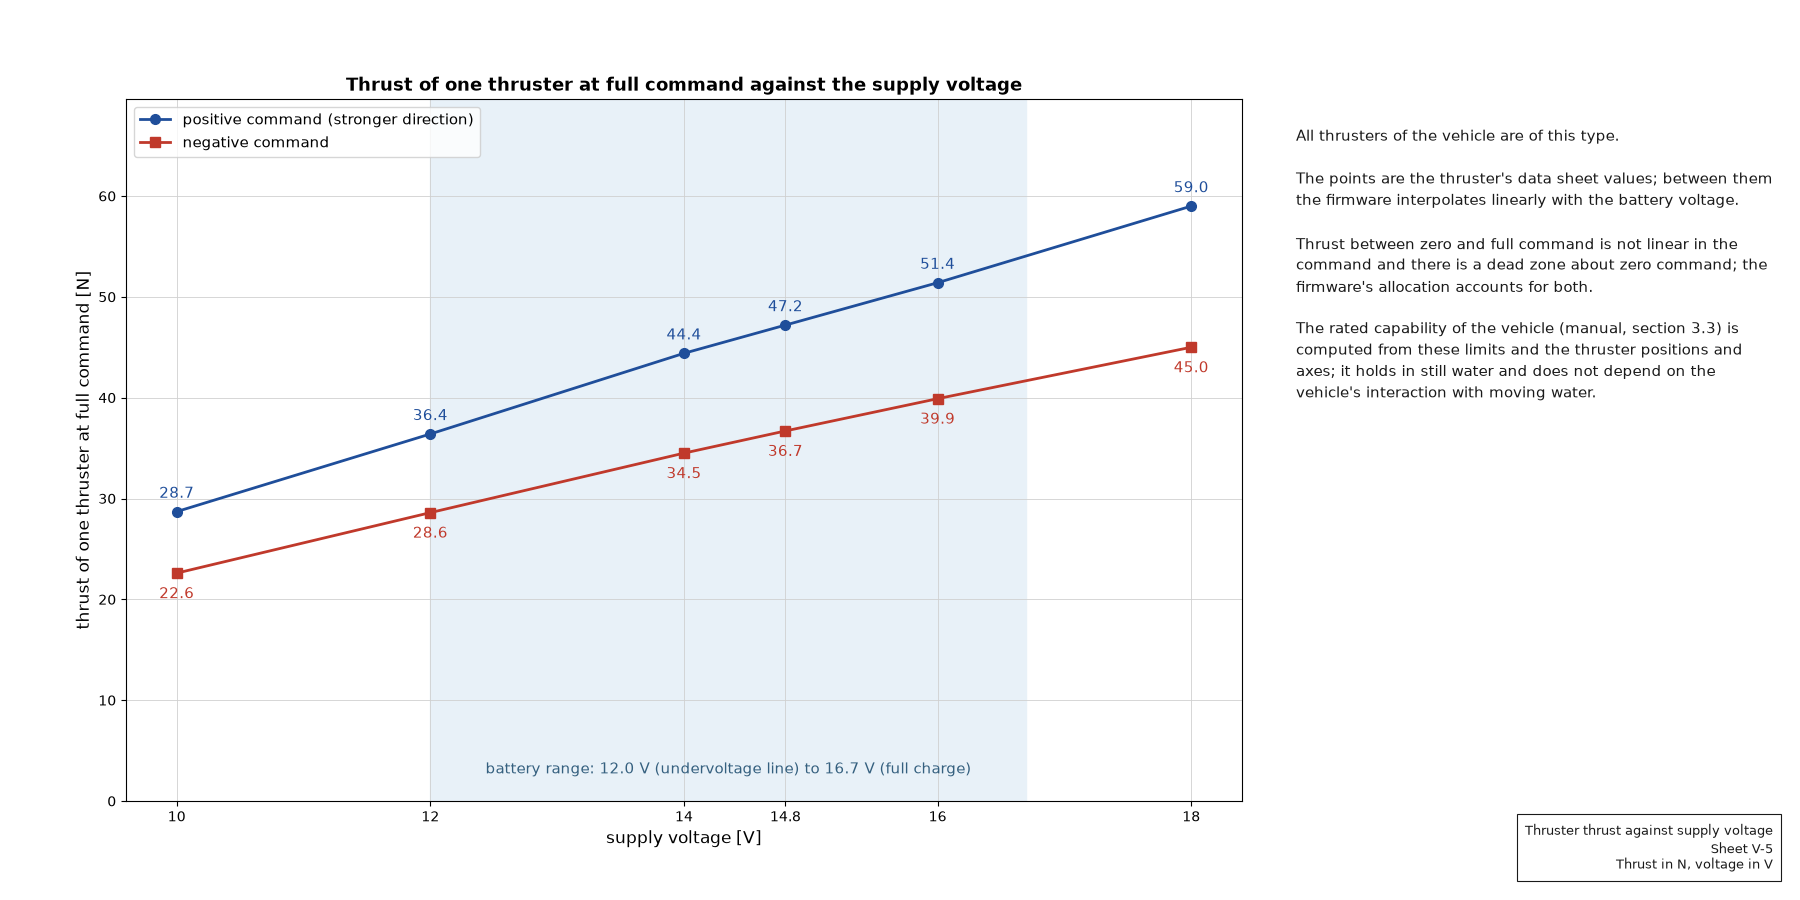 Thrust of one thruster at full command against the supply voltage
positive command (stronger direction)
negative command
thrust of one thruster at full command [N]
60
50
40
30
20
10
0
59.0
51.4
47.2
44.4
36.4
28.7
45.0
39.9
36.7
34.5
28.6
22.6
battery range: 12.0 V (undervoltage line) to 16.7 V (full charge)
10
12
14
14.8
16
18
supply voltage [V]
All thrusters of the vehicle are of this type.
The points are the thruster's data sheet values; between them
the firmware interpolates linearly with the battery voltage.
Thrust between zero and full command is not linear in the
command and there is a dead zone about zero command; the
firmware's allocation accounts for both.
The rated capability of the vehicle (manual, section 3.3) is
computed from these limits and the thruster positions and
axes; it holds in still water and does not depend on the
vehicle's interaction with moving water.
Thruster thrust against supply voltage
Sheet V-5
Thrust in N, voltage in V